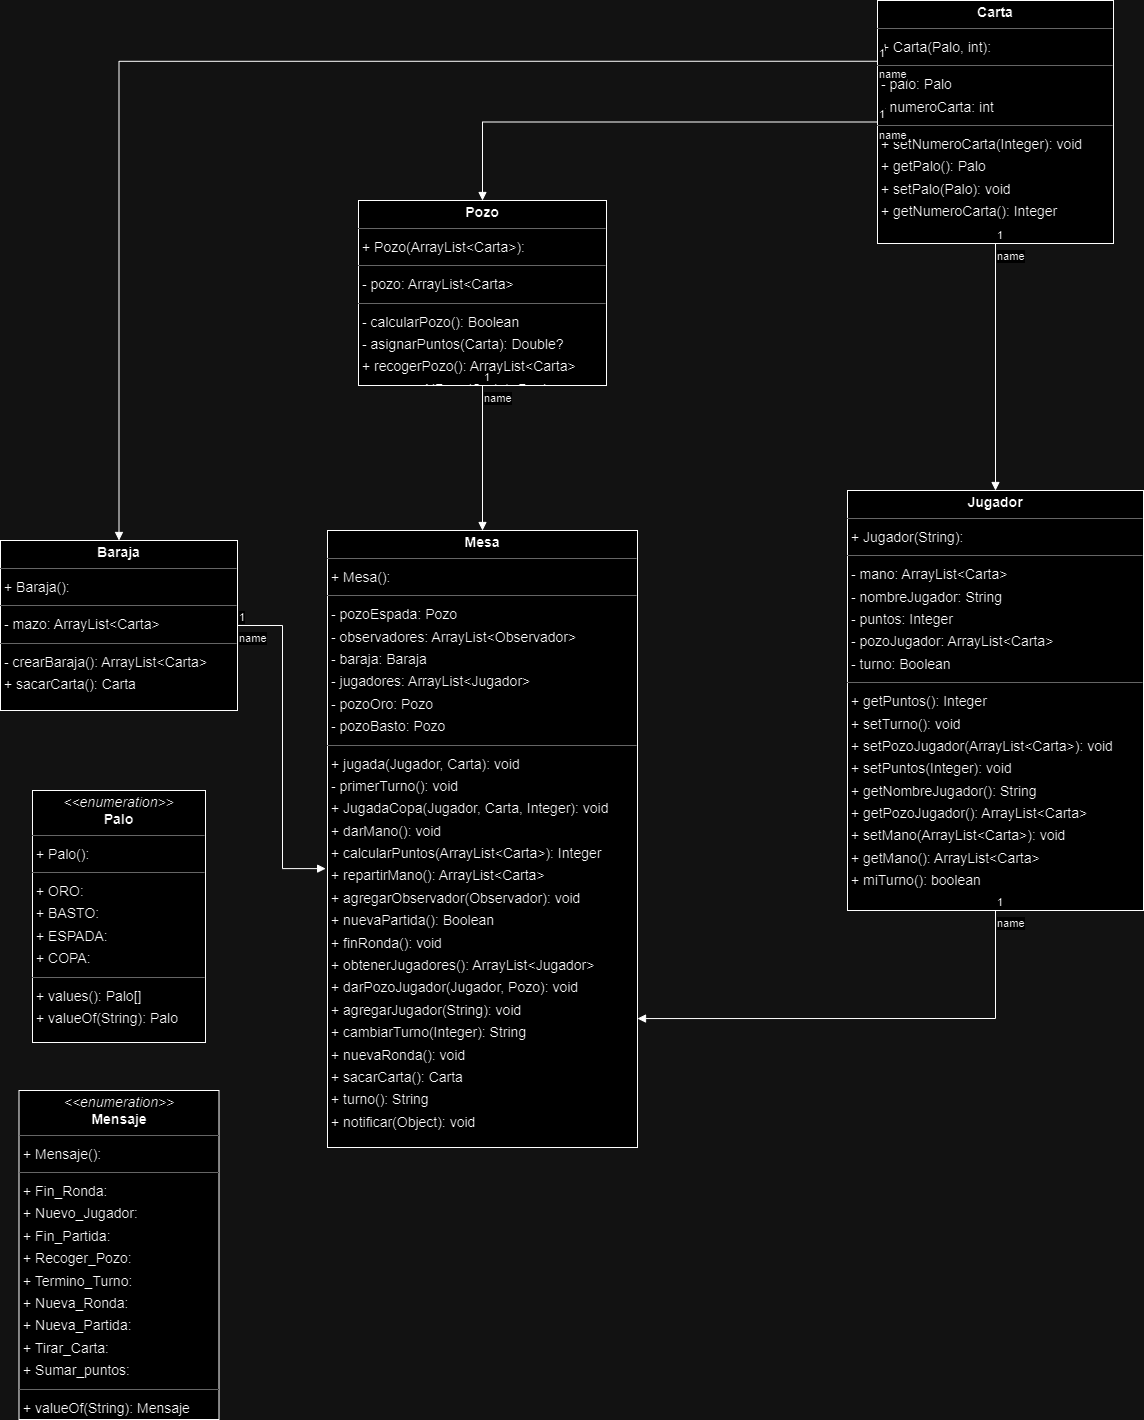 Carta
+ Carta(Palo, int):
1
name
- palo: Palo
numeroCarta: int
1
name
+ setNumeroCarta(Integer): void
+ getPalo(): Palo
+ setPalo(Palo): void
+ getNumeroCarta(): Integer
1
name
Pozo
+ Pozo(ArrayList<Carta>):
- pozo: ArrayList<Carta>
- calcularPozo(): Boolean
- asignarPuntos(Carta): Double?
+ recogerPozo(): ArrayList<Carta>
1
name
Jugador
+ Jugador(String):
- mano: ArrayList<Carta>
- nombreJugador: String
- puntos: Integer
- pozoJugador: ArrayList<Carta>
- turno: Boolean
+ getPuntos(): Integer
+ setTurno(): void
+ setPozoJugador(ArrayList<Carta>): void
+ setPuntos(Integer): void
+ getNombreJugador(): String
+ getPozoJugador(): ArrayList<Carta>
+ setMano(ArrayList<Carta>): void
+ getMano(): ArrayList<Carta>
+ miTurno(): boolean
1
name
Baraja
+ Baraja():
- mazo: ArrayList<Carta>
- crearBaraja(): ArrayList<Carta>
+ sacarCarta(): Carta
1
name
Mesa
+ Mesa():
- pozoEspada: Pozo
- observadores: ArrayList<Observador>
- baraja: Baraja
- jugadores: ArrayList<Jugador>
- pozoOro: Pozo
- pozoBasto: Pozo
+ jugada(Jugador, Carta): void
- primerTurno(): void
+ JugadaCopa(Jugador, Carta, Integer): void
+ darMano(): void
+ calcularPuntos(ArrayList<Carta>): Integer
+ repartirMano(): ArrayList<Carta>
+ agregarObservador(Observador): void
+ nuevaPartida(): Boolean
+ finRonda(): void
+ obtenerJugadores(): ArrayList<Jugador>
+ darPozoJugador(Jugador, Pozo): void
+ agregarJugador(String): void
+ cambiarTurno(Integer): String
+ nuevaRonda(): void
+ sacarCarta(): Carta
+ turno(): String
+ notificar(Object): void
<<enumeration>>
Palo
+ Palo():
+ ORO:
+ BASTO:
+ ESPADA:
+ COPA:
+ values(): Palo[]
+ valueOf(String): Palo
<<enumeration>>
Mensaje
+ Mensaje():
+ Fin_Ronda:
+ Nuevo_Jugador:
+ Fin_Partida:
+ Recoger_Pozo:
+ Termino_Turno:
+ Nueva_Ronda:
+ Nueva_Partida:
+ Tirar_Carta:
+ Sumar_puntos:
+ valueOf(String): Mensaje